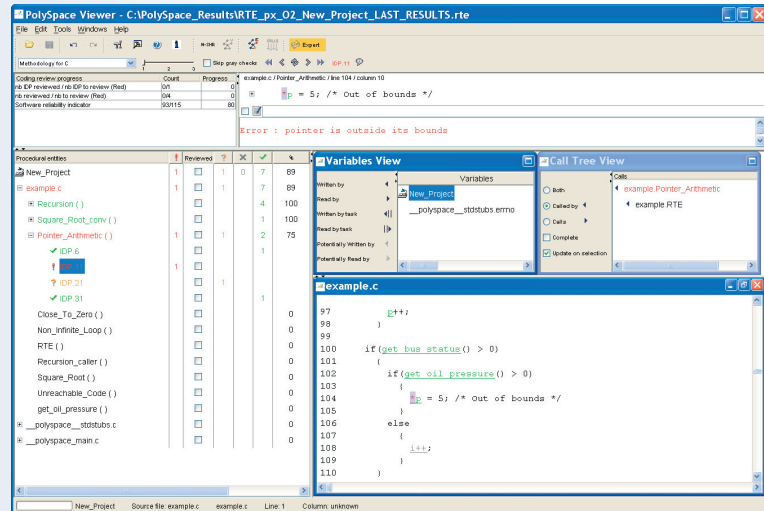 PolySpace Viewer - C:\PolySpace_Results\RTE_px_O2_New_Project_LAST_RESULTS.rte
File Edit Tools Windows Help
N-SHR Expert
Methodology for C 1 2 3 Skip gray checks IDP.11
Coding review progress Count Progress
nb IDP reviewed / nb IDP to review (Red) 0/1 0
nb reviewed / nb to review (Red) 0/4 0
Software reliability indicator 93/115 80
example.c / Pointer_Arithmetic / line 104 / column 10
*p = 5; /* Out of bounds */
Error : pointer is outside its bounds
Procedural entities ! Reviewed ? X ✓ %
New_Project 1 1 0 7 89
example.c 1 1 7 89
Recursion ( ) 4 100
Square_Root_conv ( ) 1 100
Pointer_Arithmetic ( ) 1 1 2 75
✓ IDP.6 1
! IDP.11 1
? IDP.21 1
✓ IDP.31 1
Close_To_Zero ( ) 0
Non_Infinite_Loop ( ) 0
RTE ( ) 0
Recursion_caller ( ) 0
Square_Root ( ) 0
Unreachable_Code ( ) 0
get_oil_pressure ( ) 0
__polyspace__stdstubs.c 0
__polyspace_main.c 0
Variables View
Variables
Written by
Read by
Written by task
Read by task
Potentially Written by
Potentially Read by
New_Project
__polyspace__stdstubs.errno
Call Tree View
Calls
Both
Called by
Calls
Complete
Update on selection
example.Pointer_Arithmetic
example.RTE
example.c
97 p++;
98 }
99
100 if(get_bus_status() > 0)
101 {
102 if(get_oil_pressure() > 0)
103 {
104 *p = 5; /* Out of bounds */
105 }
106 else
107 {
108 i++;
109 }
110 }
New_Project Source file: example.c example.c Line: 1 Column: unknown